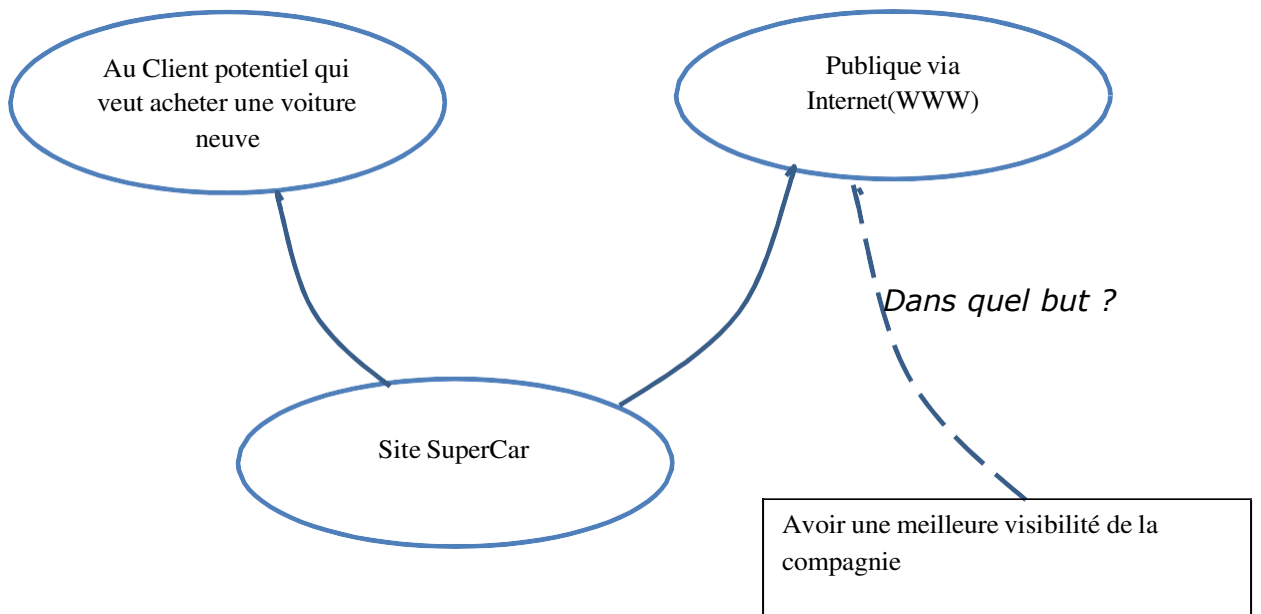 Au Client potentiel qui
veut acheter une voiture
neuve
Publique via
Internet(WWW)
Dans quel but ?
Site SuperCar
Avoir une meilleure visibilité de la
compagnie